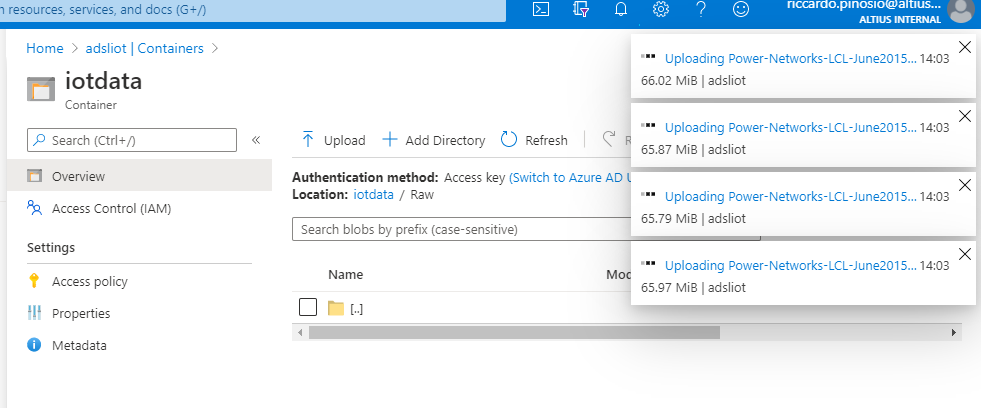 n resources, services, and docs (G+/)
riccardo.pinosio@altius...
ALTIUS INTERNAL
Home > adsliot | Containers >
iotdata
Container
Search (Ctrl+/)
«
Overview
Access Control (IAM)
Settings
Access policy
Properties
Metadata
Upload
Add Directory
Refresh
R
Authentication method: Access key (Switch to Azure AD U
Location: iotdata / Raw
Search blobs by prefix (case-sensitive)
Name
Mod
[..]
Uploading Power-Networks-LCL-June2015... 14:03
66.02 MiB | adsliot
Uploading Power-Networks-LCL-June2015... 14:03
65.87 MiB | adsliot
Uploading Power-Networks-LCL-June2015... 14:03
65.79 MiB | adsliot
Uploading Power-Networks-LCL-June2015... 14:03
65.97 MiB | adsliot